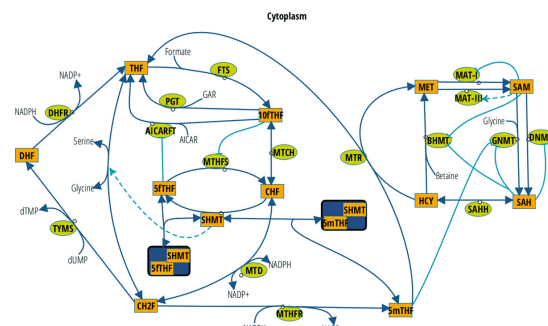 Cytoplasm
Formate
THF
FTS
MAT-I
NADP+
MET
SAM
GAR
PGT
MAT-III
NADPH
DHFR
10fTHF
AICARFT
AICAR
Glycine
Serine
BHMT
GNMT
DNM
DHF
MTHFS
MTCH
MTR
Betaine
Glycine
5fTHF
CHF
HCY
SAH
dTMP
SHMT
SHMT
5mTHF
SAHH
TYMS
dUMP
SHMT
5fTHF
MTD
NADPH
NADP+
CH2F
MTHFR
5mTHF